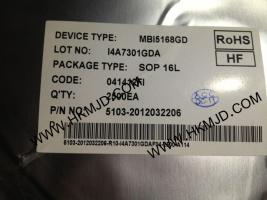 DEVICE TYPE: MBI5168GD
LOT NO: I4A7301GDA
RoHS
HF
PACKAGE TYPE: SOP 16L
CODE:
Q'TY: 2500EA
P/N NO: 5103-2012032206
WWW.HKMJD.COM